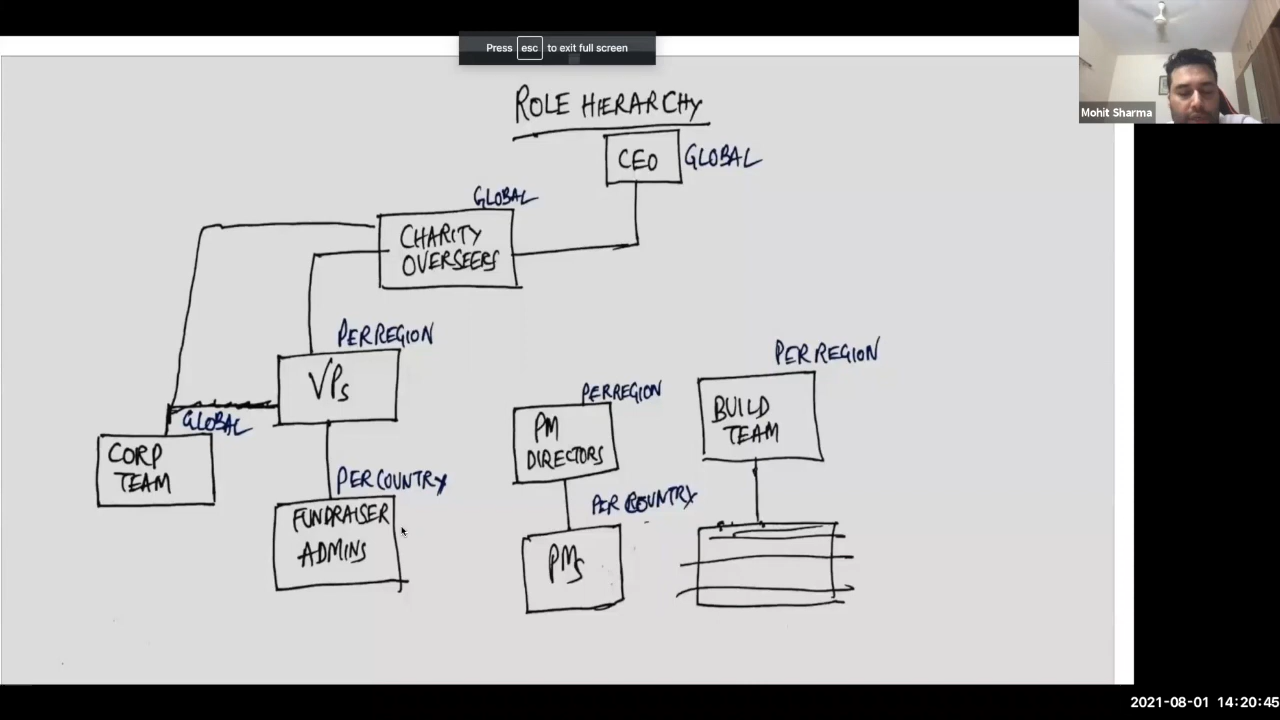 Press esc to exit full screen
Mohit Sharma
ROLE HIERARCHY
CEO
GLOBAL
GLOBAL
CHARITY
OVERSEERS
PER REGION
VPs
GLOBAL
CORP
TEAM
PER COUNTRY
FUNDRAISER
ADMINS
PER REGION
PM
DIRECTORS
PER COUNTRY
PMs
PER REGION
BUILD
TEAM
2021-08-01 14:20:45